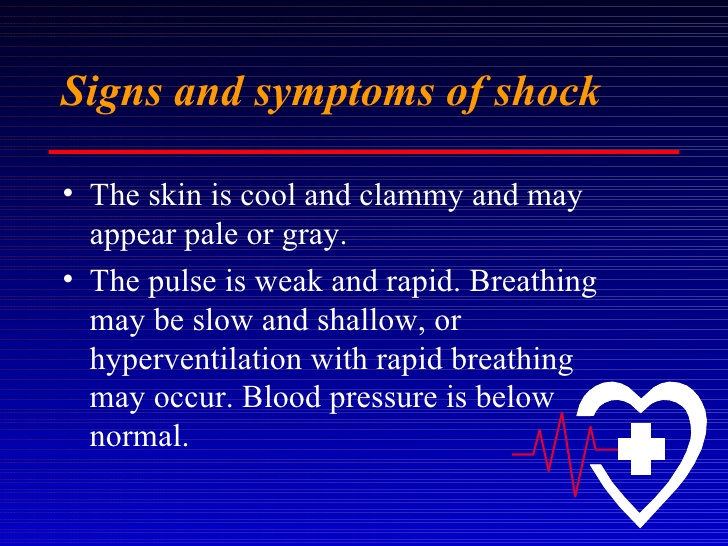 Signs and symptoms of shock
• The skin is cool and clammy and may
appear pale or gray.
• The pulse is weak and rapid. Breathing
may be slow and shallow, or
hyperventilation with rapid breathing
may occur. Blood pressure is below
normal.